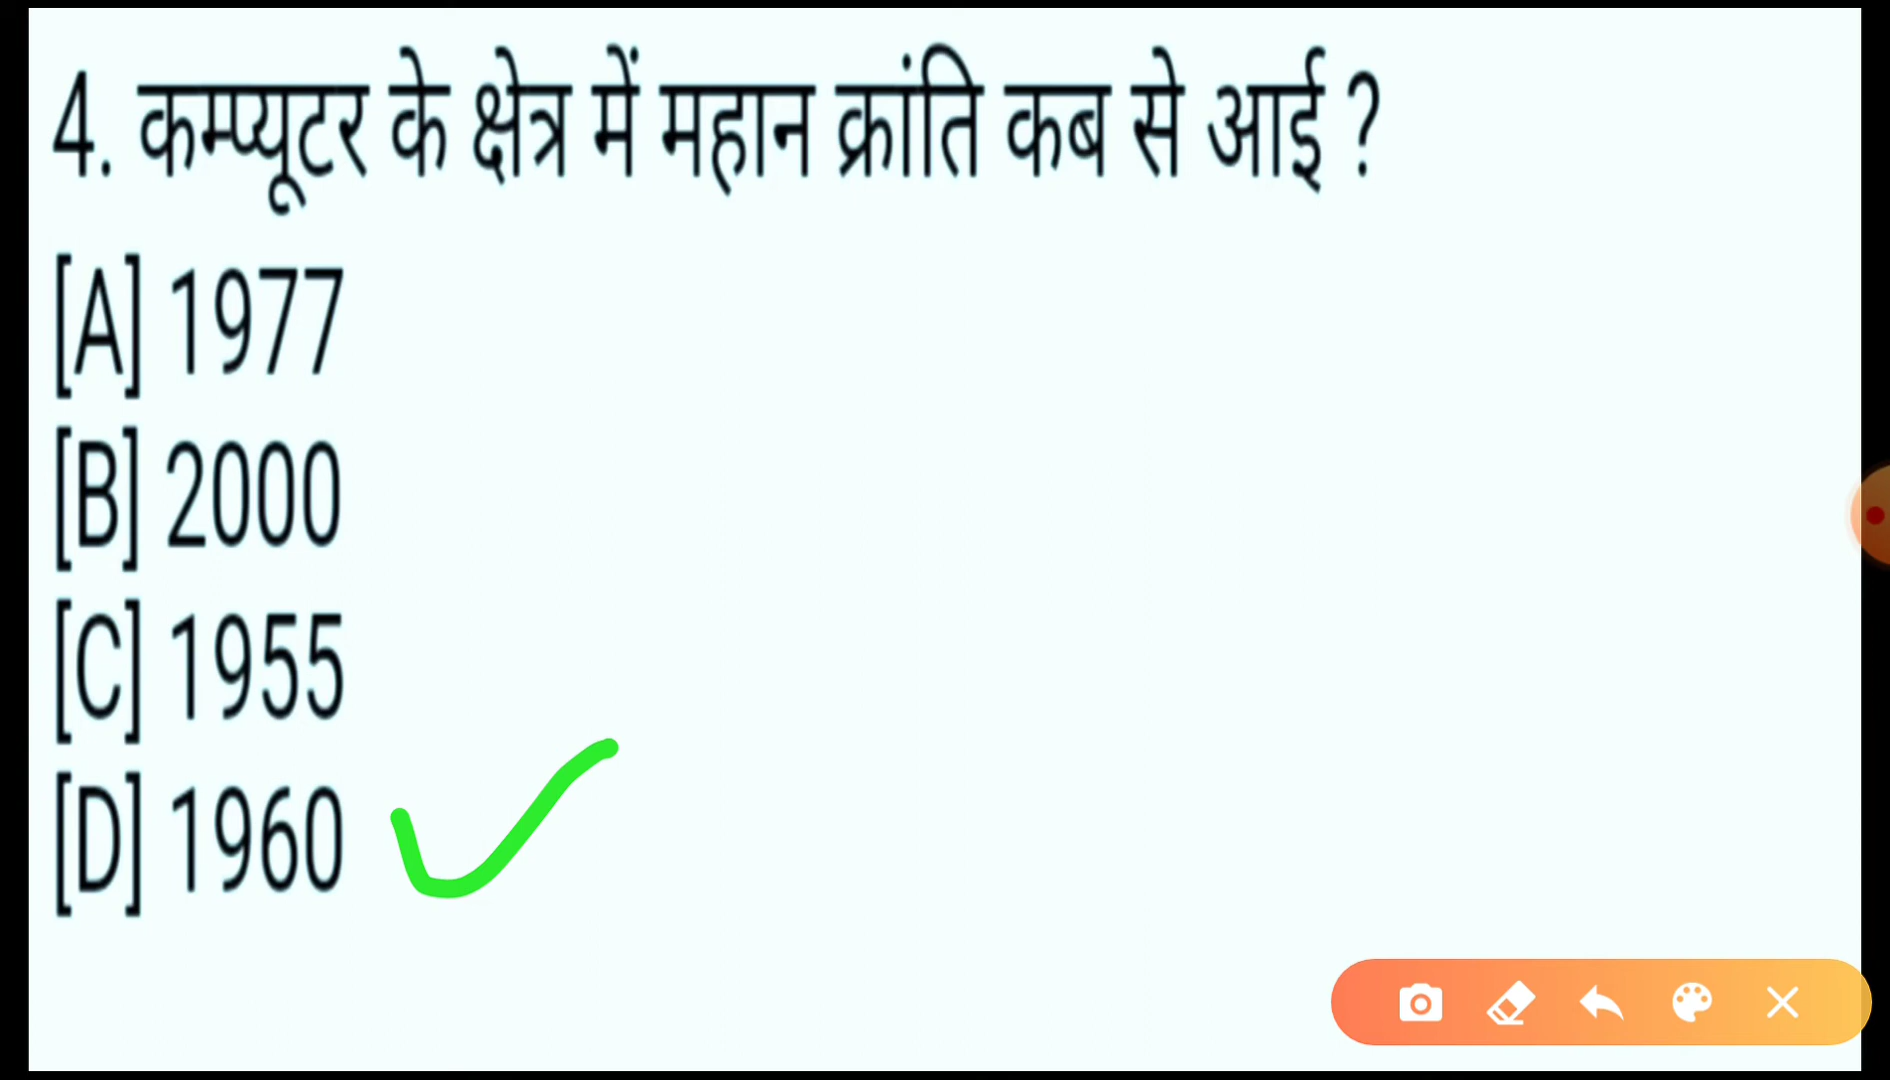 4. कम्प्यूटर के क्षेत्र में महान क्रांति कब से आई ?
[A] 1977
[B] 2000
[C] 1955
[D] 1960